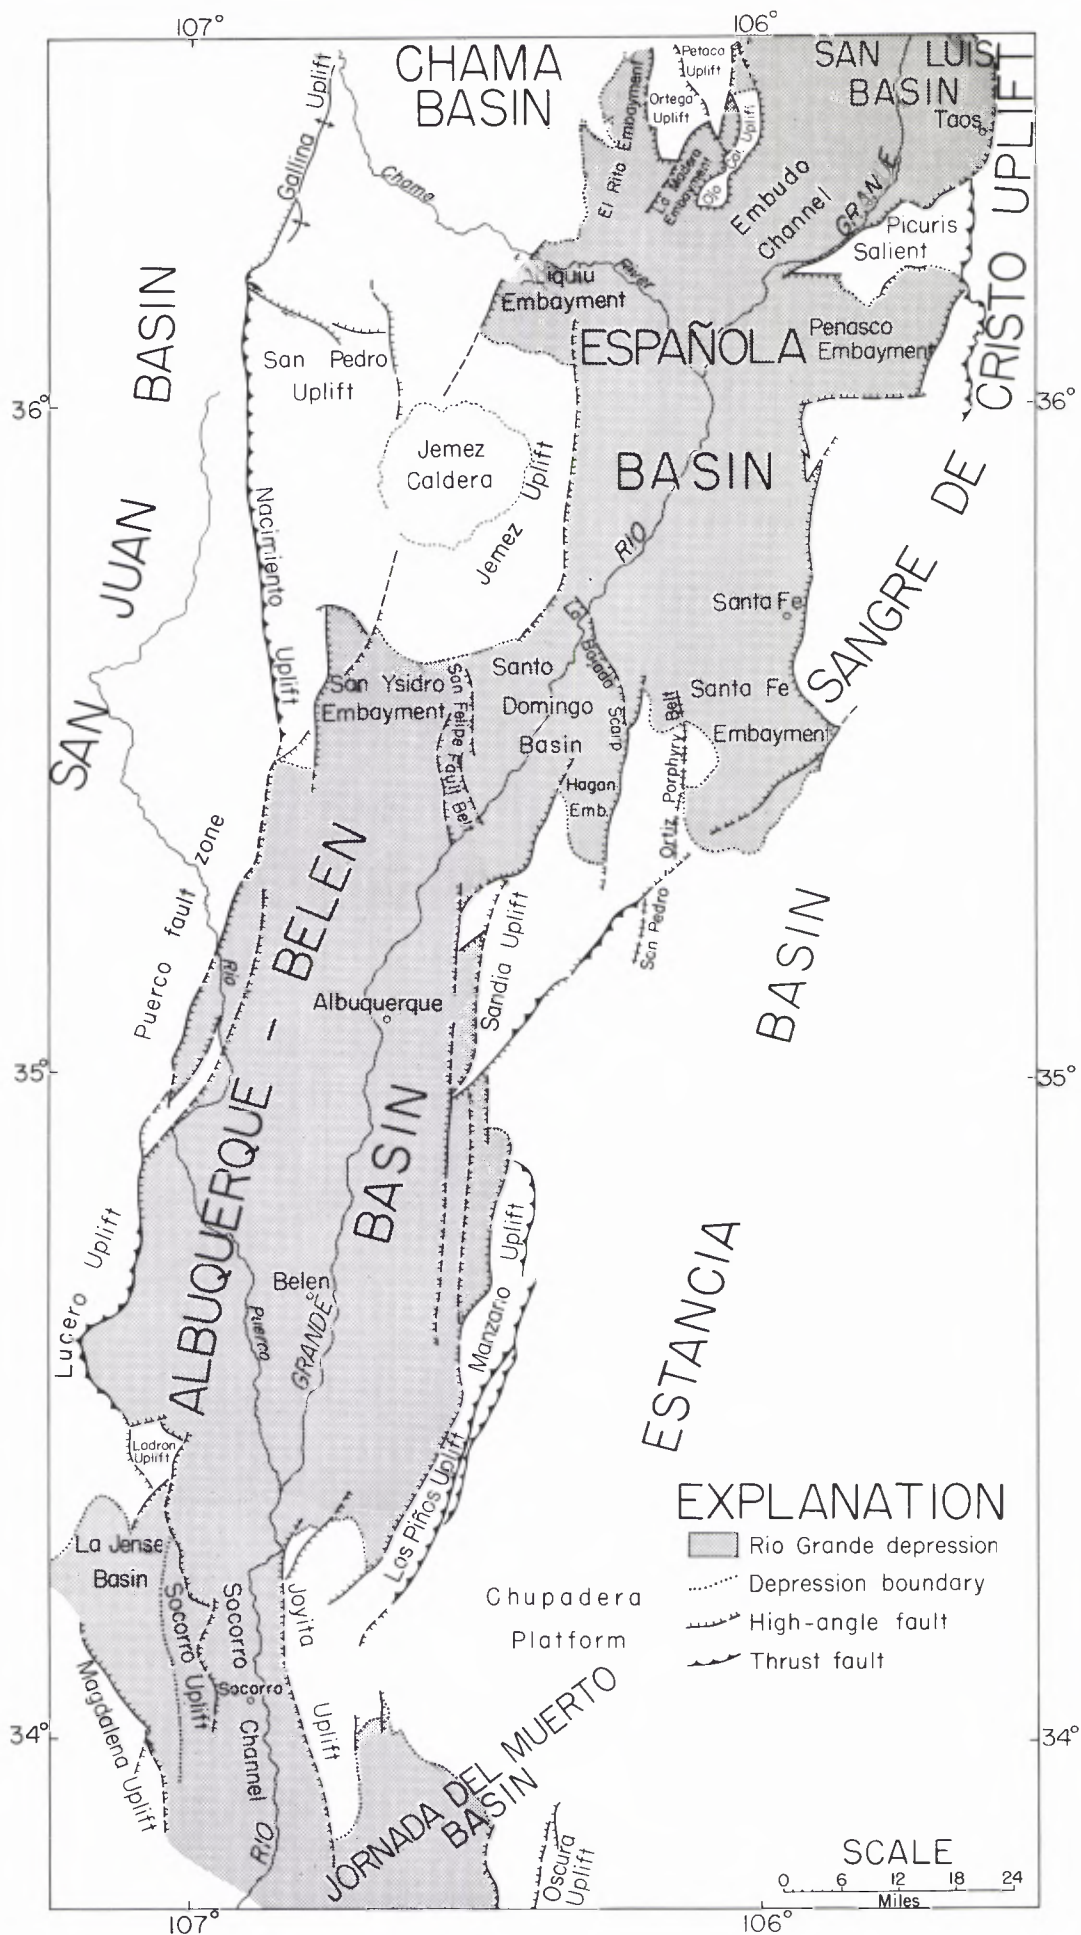 107°
106°
CHAMA
BASIN
SAN LUIS
BASIN
Taos
Petaca
Uplift
Ortega
Uplift
El Rito Embayment
La Madera
Embayment
Ojo Cal. Uplift
Embudo
Channel
GRANDE
Picuris
Salient
Gallina Uplift
Chama
River
Abiquiu
Embayment
ESPAÑOLA
BASIN
Penasco
Embayment
SANGRE DE CRISTO UPLIFT
SAN JUAN BASIN
San Pedro
Uplift
36°
36°
Jemez
Caldera
Jemez Uplift
Nacimiento Uplift
RIO
Santa Fe
La Bajada Scarp
Santo
Domingo
Basin
San Ysidro
Embayment
San Felipe Fault Belt
Santa Fe
Embayment
Hagan
Emb.
Ortiz Porphyry Belt
San Pedro
Puerco fault zone
Rio
Puerco
ALBUQUERQUE - BELEN
BASIN
Albuquerque
Sandia Uplift
ESTANCIA BASIN
35°
35°
Manzano Uplift
Lucero Uplift
Belen
GRANDE
Ladron
Uplift
Los Piños Uplift
La Jense
Basin
Socorro Uplift
Socorro Channel
Socorro
Joyita Uplift
Magdalena Uplift
RIO
Chupadera
Platform
JORNADA DEL MUERTO
BASIN
Oscura
Uplift
34°
34°
EXPLANATION
Rio Grande depression
Depression boundary
High-angle fault
Thrust fault
SCALE
0 6 12 18 24
Miles
107°
106°